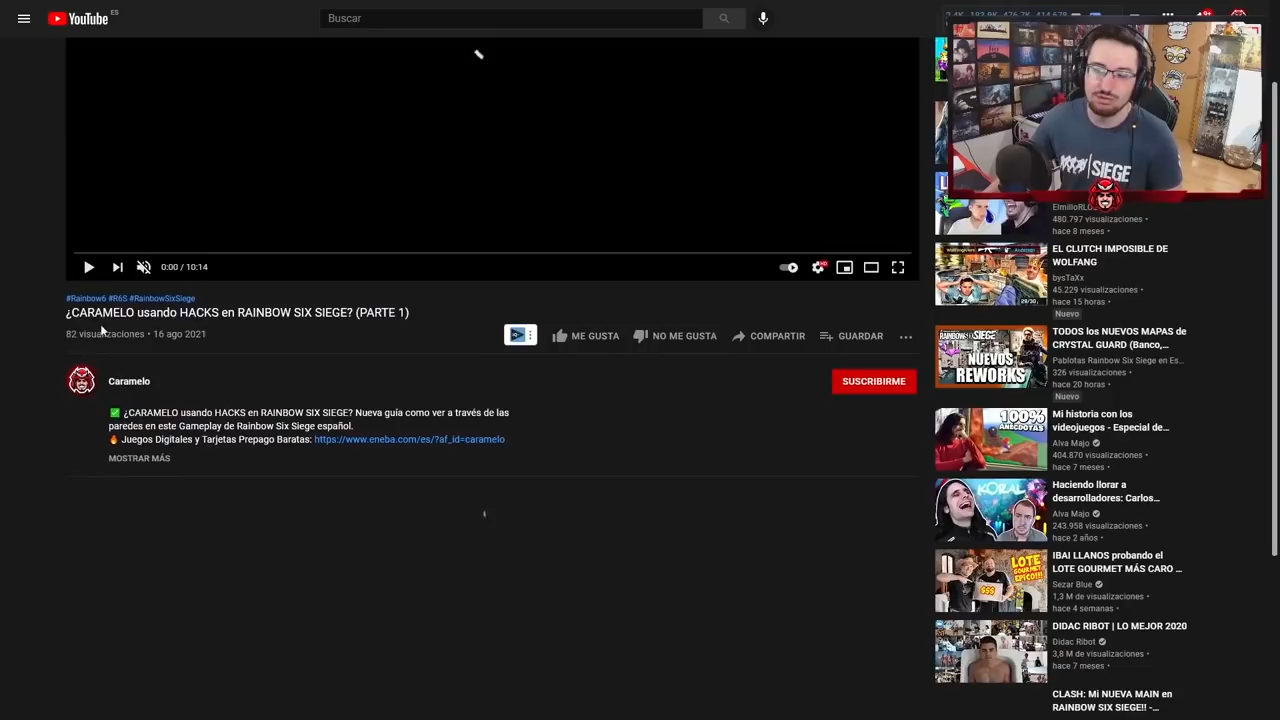 YouTube ES
Buscar
0:00 / 10:14
#Rainbow6 #R6S #RainbowSixSiege
¿CARAMELO usando HACKS en RAINBOW SIX SIEGE? (PARTE 1)
82 visualizaciones • 16 ago 2021
ME GUSTA
NO ME GUSTA
COMPARTIR
GUARDAR
Caramelo
SUSCRIBIRME
✅ ¿CARAMELO usando HACKS en RAINBOW SIX SIEGE? Nueva guía como ver a través de las
paredes en este Gameplay de Rainbow Six Siege español.
🔥 Juegos Digitales y Tarjetas Prepago Baratas: https://www.eneba.com/es/?af_id=caramelo
MOSTRAR MÁS
9+
SIEGE
480.797 visualizaciones •
hace 8 meses
EL CLUTCH IMPOSIBLE DE
WOLFANG
bysTaXx
45.229 visualizaciones •
hace 15 horas
Nuevo
NUEVOS
REWORKS
TODOS los NUEVOS MAPAS de
CRYSTAL GUARD (Banco,...
Pablotas Rainbow Six Siege en Es...
326 visualizaciones •
hace 20 horas
Nuevo
100%
ANÉCDOTAS
Mi historia con los
videojuegos - Especial de...
Alva Majo
404.870 visualizaciones •
hace 7 meses
KORAL
Haciendo llorar a
desarrolladores: Carlos...
Alva Majo
243.958 visualizaciones •
hace 2 años
LOTE
GOURMET
ÉPICO!!!
$$$
IBAI LLANOS probando el
LOTE GOURMET MÁS CARO ...
Sezar Blue
1,3 M de visualizaciones •
hace 4 semanas
DIDAC RIBOT | LO MEJOR 2020
Didac Ribot
3,8 M de visualizaciones •
hace 7 meses
CLASH: Mi NUEVA MAIN en
RAINBOW SIX SIEGE!! -...